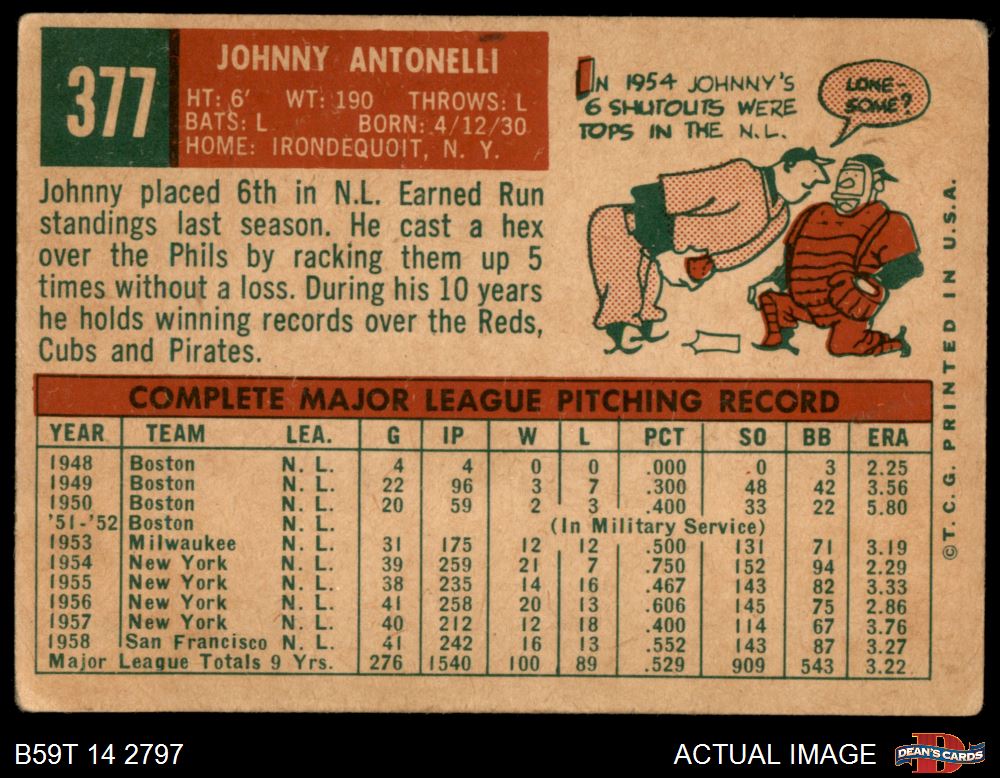 377
JOHNNY ANTONELLI
HT: 6' WT: 190 THROWS: L
BATS: L BORN: 4/12/30
HOME: IRONDEQUOIT, N. Y.
Johnny placed 6th in N.L. Earned Run
standings last season. He cast a hex
over the Phils by racking them up 5
times without a loss. During his 10 years
he holds winning records over the Reds,
Cubs and Pirates.
IN 1954 JOHNNY'S
6 SHUTOUTS WERE
TOPS IN THE N.L.
LONE-
SOME?
COMPLETE MAJOR LEAGUE PITCHING RECORD
YEAR TEAM LEA. G IP W L PCT SO BB ERA
1948 Boston N. L. 4 4 0 0 .000 0 3 2.25
1949 Boston N. L. 22 96 3 7 .300 48 42 3.56
1950 Boston N. L. 20 59 2 3 .400 33 22 5.80
'51-'52 Boston N. L. (In Military Service)
1953 Milwaukee N. L. 31 175 12 12 .500 131 71 3.19
1954 New York N. L. 39 259 21 7 .750 152 94 2.29
1955 New York N. L. 38 235 14 16 .467 143 82 3.33
1956 New York N. L. 41 258 20 13 .606 145 75 2.86
1957 New York N. L. 40 212 12 18 .400 114 67 3.76
1958 San Francisco N. L. 41 242 16 13 .552 143 87 3.27
Major League Totals 9 Yrs. 276 1540 100 89 .529 909 543 3.22
©T. C. G. PRINTED IN U.S.A.
B59T 14 2797
ACTUAL IMAGE
D
DEAN'S CARDS
.COM